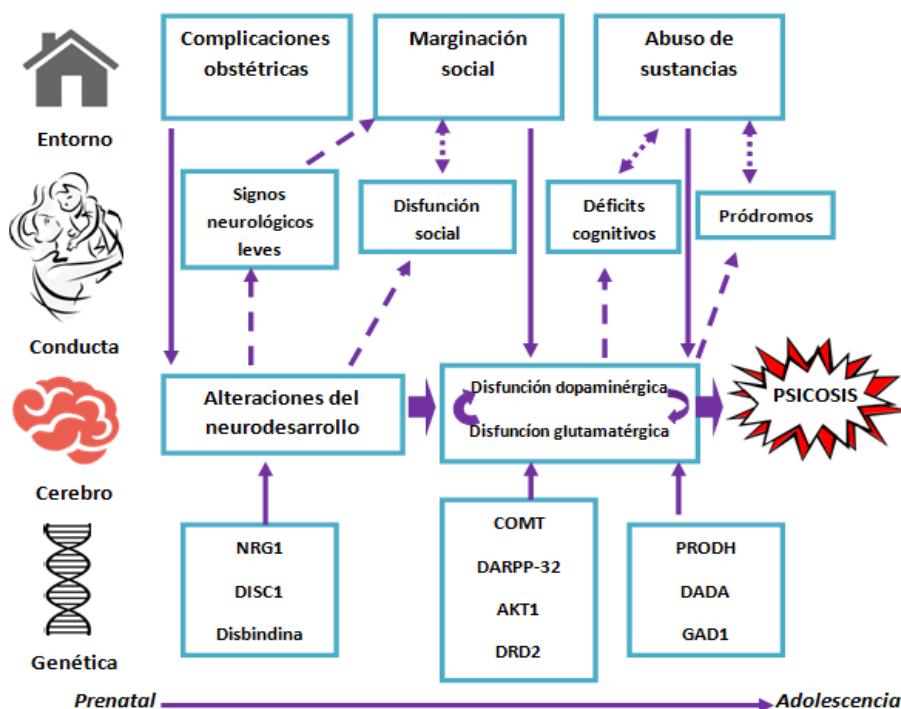 Complicaciones
obstétricas
Marginación
social
Abuso de
sustancias
Entorno
Signos
neurológicos
leves
Disfunción
social
Déficits
cognitivos
Pródromos
Conducta
Alteraciones del
neurodesarrollo
Disfunción dopaminérgica
Disfuncíon glutamatérgica
PSICOSIS
Cerebro
NRG1
DISC1
Disbindina
COMT
DARPP-32
AKT1
DRD2
PRODH
DADA
GAD1
Genética
Prenatal
Adolescencia